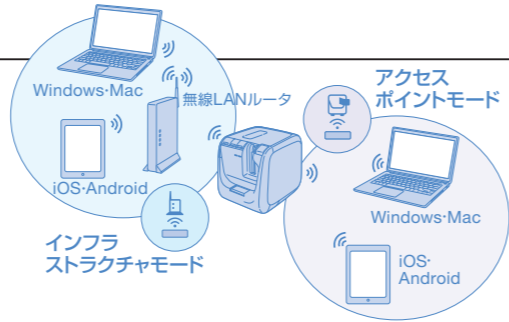 Windows·Mac
無線LANルータ
iOS·Android
インフラ
ストラクチャモード
アクセス
ポイントモード
Windows·Mac
iOS·
Android